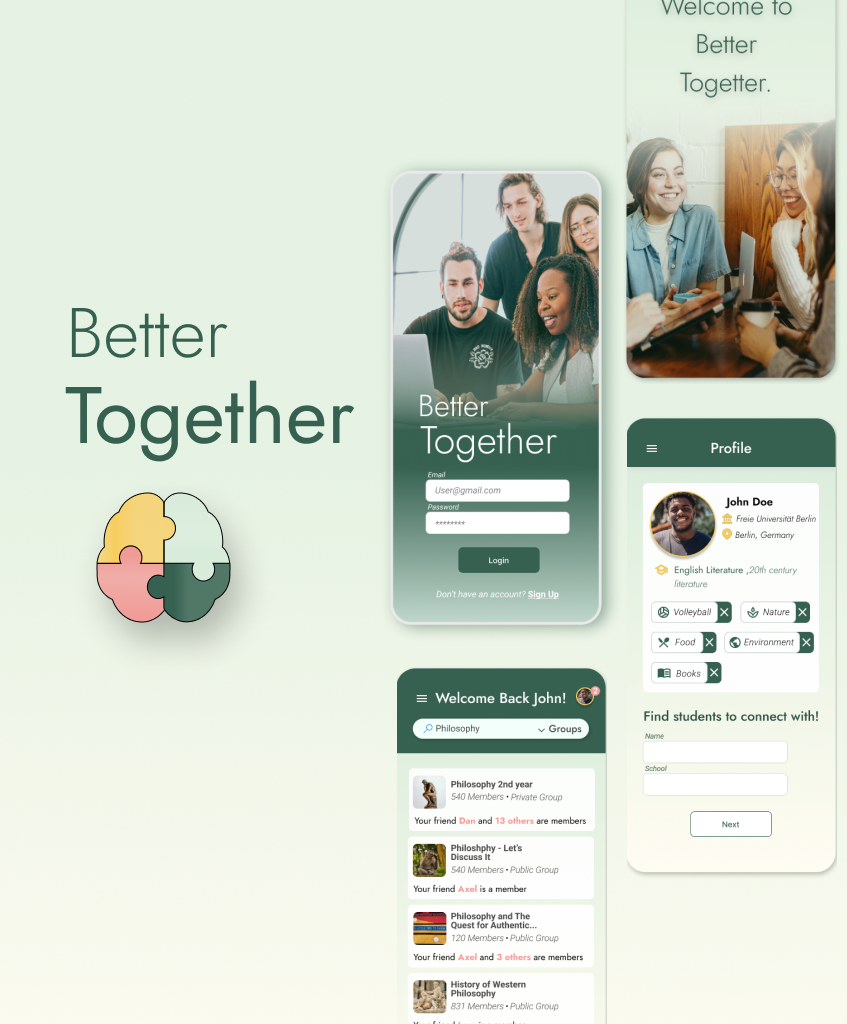 Better
Together
Better
Together
Email
User@gmail.com
Password
********
Login
Don't have an account? Sign Up
Welcome Back John!
2
Philosophy
Groups
Philosophy 2nd year
540 Members • Private Group
Your friend Dan and 13 others are members
Philoshphy - Let's
Discuss It
540 Members • Public Group
Your friend Axel is a member
Philosophy and The
Quest for Authentic...
120 Members • Public Group
Your friend Axel and 3 others are members
History of Western
Philosophy
831 Members • Public Group
Welcome to
Better
Togetter.
Profile
John Doe
Freie Universität Berlin
Berlin, Germany
English Literature ,20th century
literature
Volleyball
Nature
Food
Environment
Books
Find students to connect with!
Name
School
Next